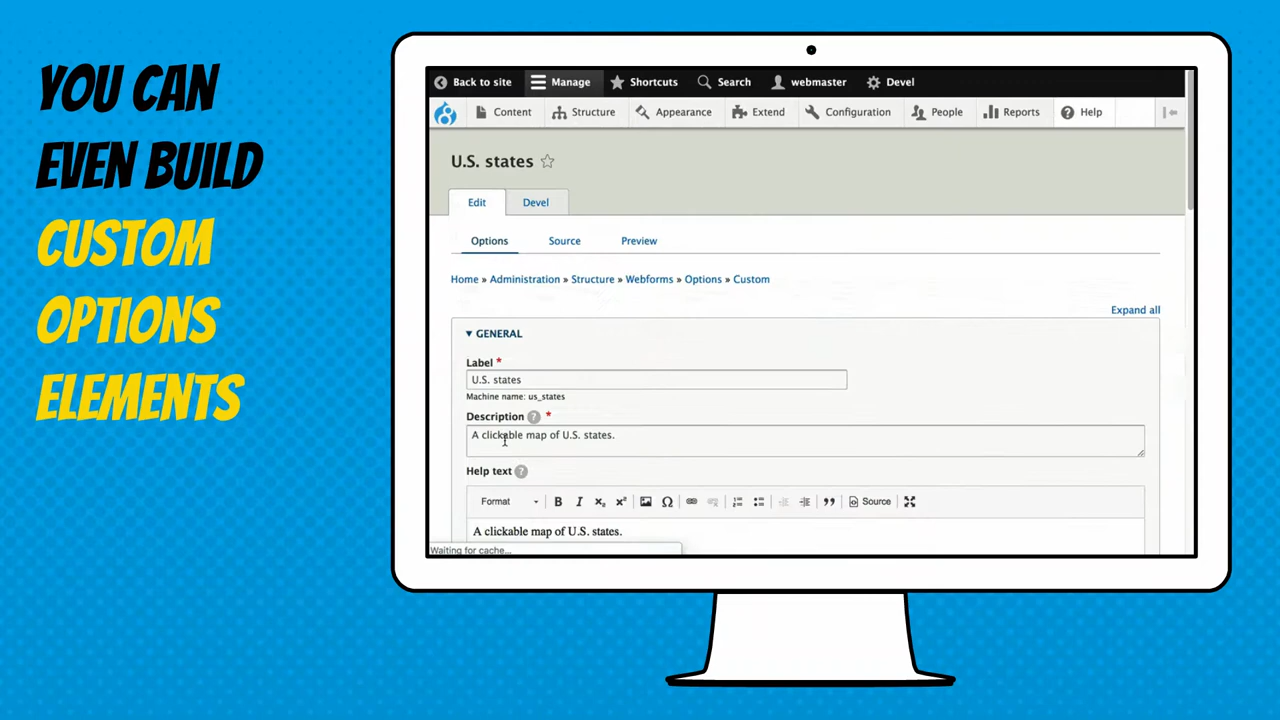 YOU CAN
EVEN BUILD
CUSTOM
OPTIONS
ELEMENTS
Back to site Manage Shortcuts Search webmaster Devel
Content Structure Appearance Extend Configuration People Reports Help
U.S. states
Edit Devel
Options Source Preview
Home » Administration » Structure » Webforms » Options » Custom
Expand all
▼ GENERAL
Label *
U.S. states
Machine name: us_states
Description ? *
A clickable map of U.S. states.
Help text ?
Format B I x₂ x² Ω Source
A clickable map of U.S. states.
Waiting for cache...